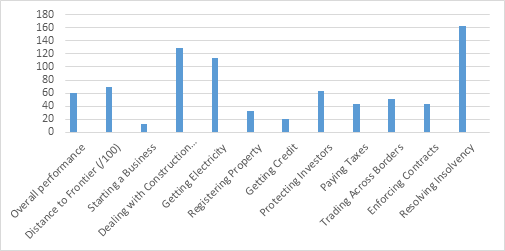 180
160
140
120
100
80
60
40
20
0
Overall performance
Distance to Frontier (/100)
Starting a Business
Dealing with Construction...
Getting Electricity
Registering Property
Getting Credit
Protecting Investors
Paying Taxes
Trading Across Borders
Enforcing Contracts
Resolving Insolvency